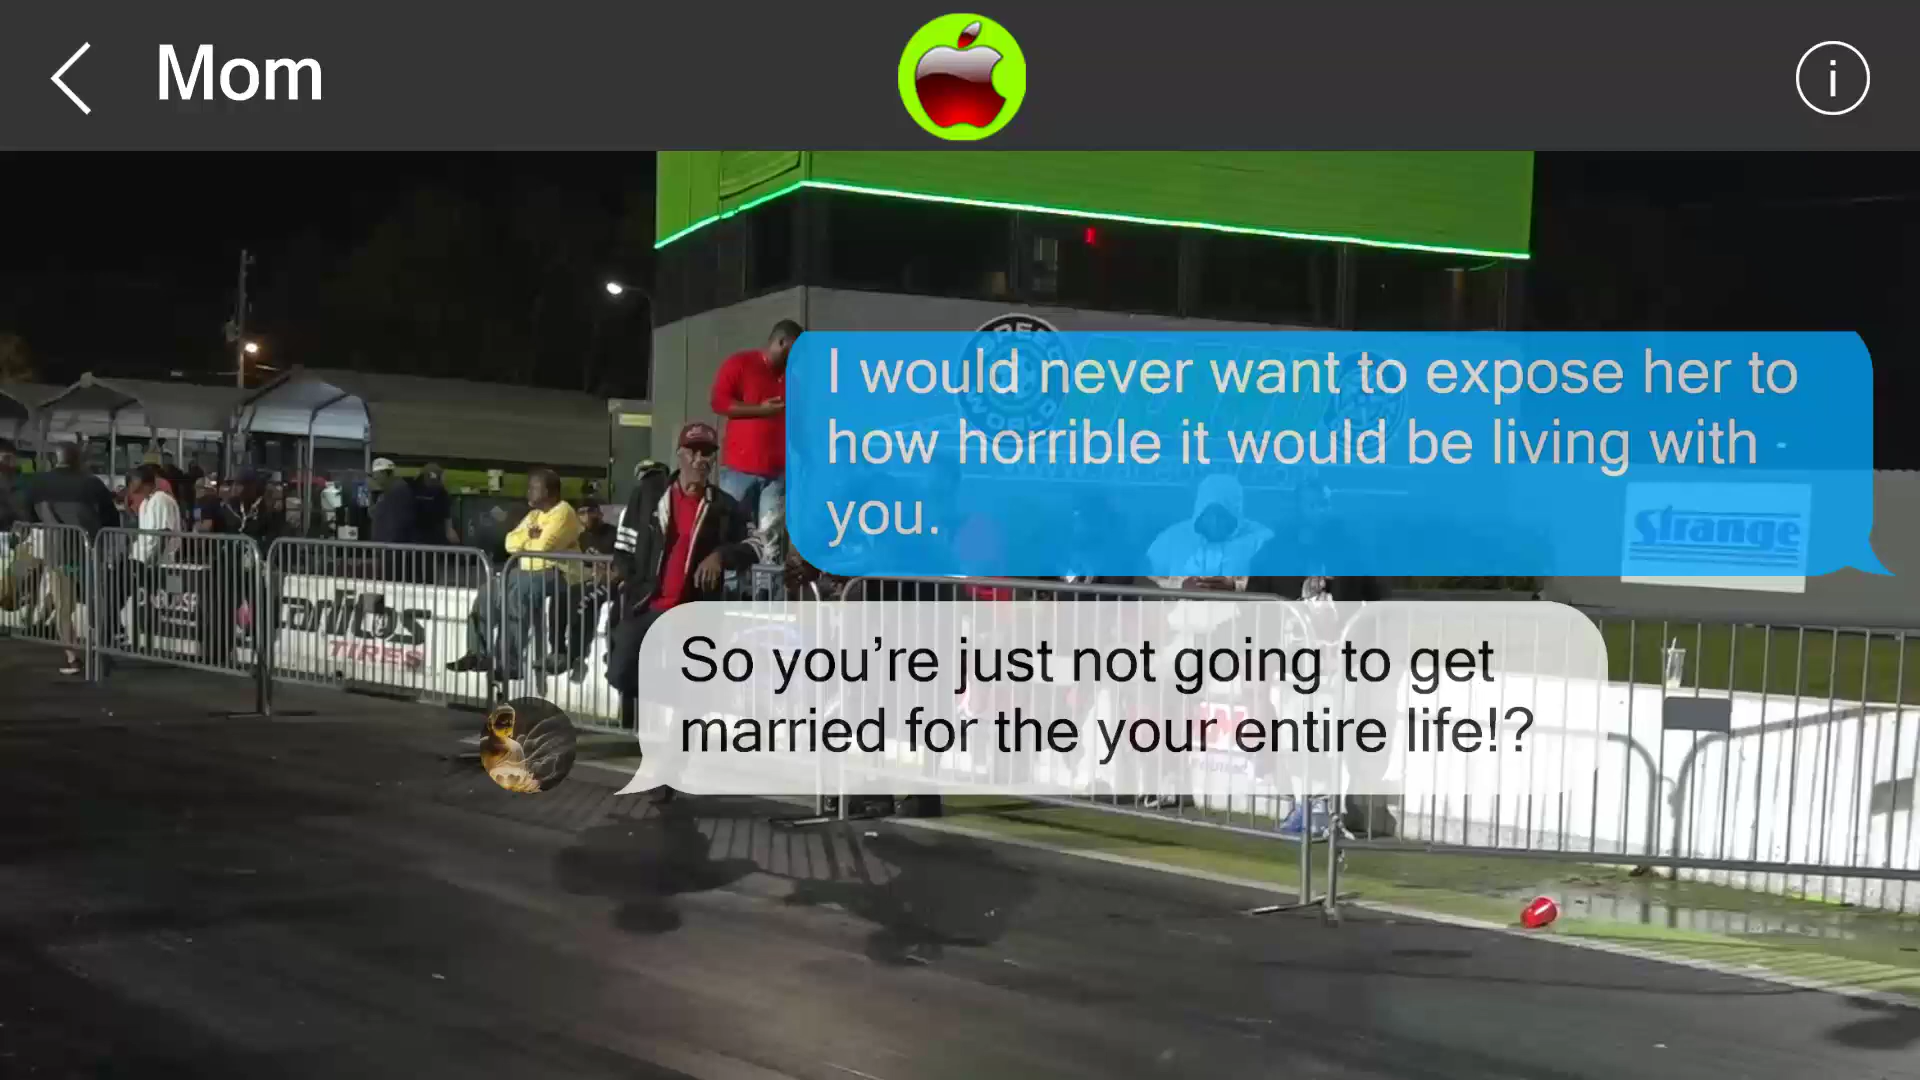 Mom
i
I would never want to expose her to
how horrible it would be living with
you.
Strange
TIRES
So you’re just not going to get
married for the your entire life!?